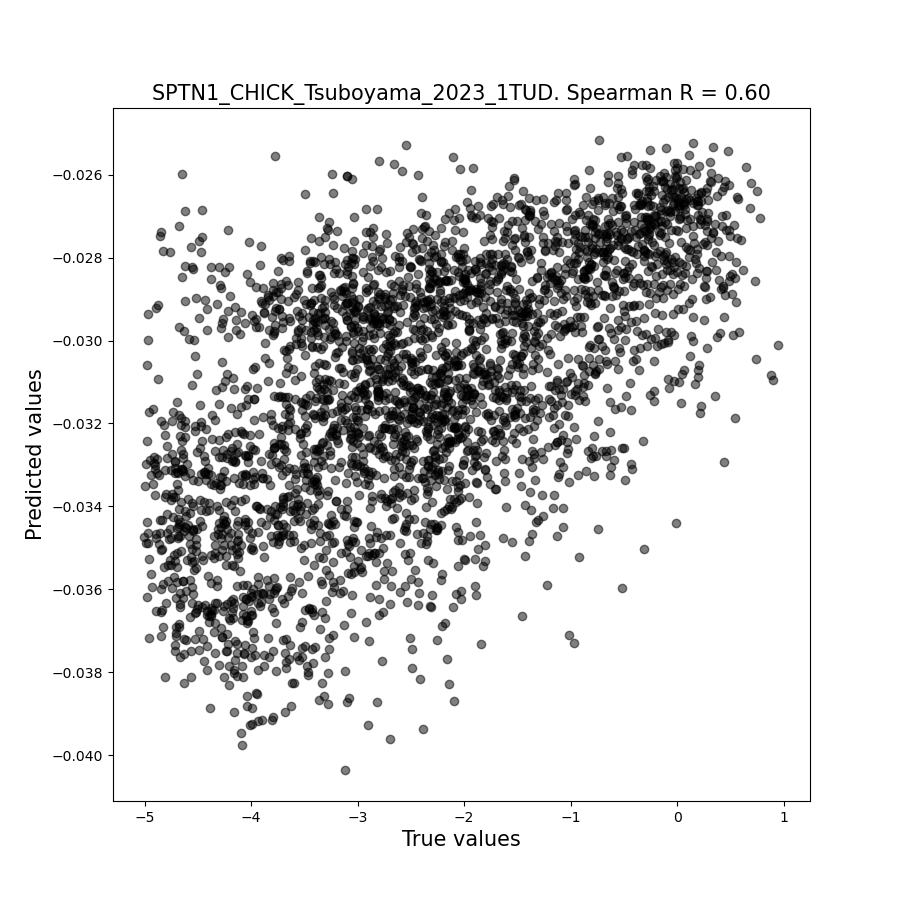 SPTN1_CHICK_Tsuboyama_2023_1TUD. Spearman R = 0.60
Predicted values
−0.026
−0.028
−0.030
−0.032
−0.034
−0.036
−0.038
−0.040
−5 −4 −3 −2 −1 0 1
True values